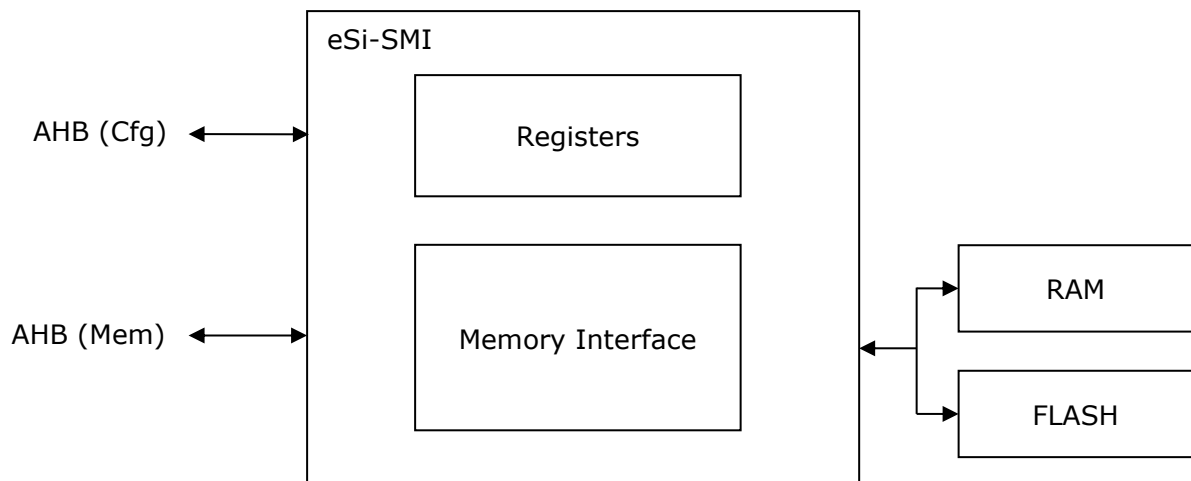 eSi-SMI
AHB (Cfg)
Registers
AHB (Mem)
Memory Interface
RAM
FLASH